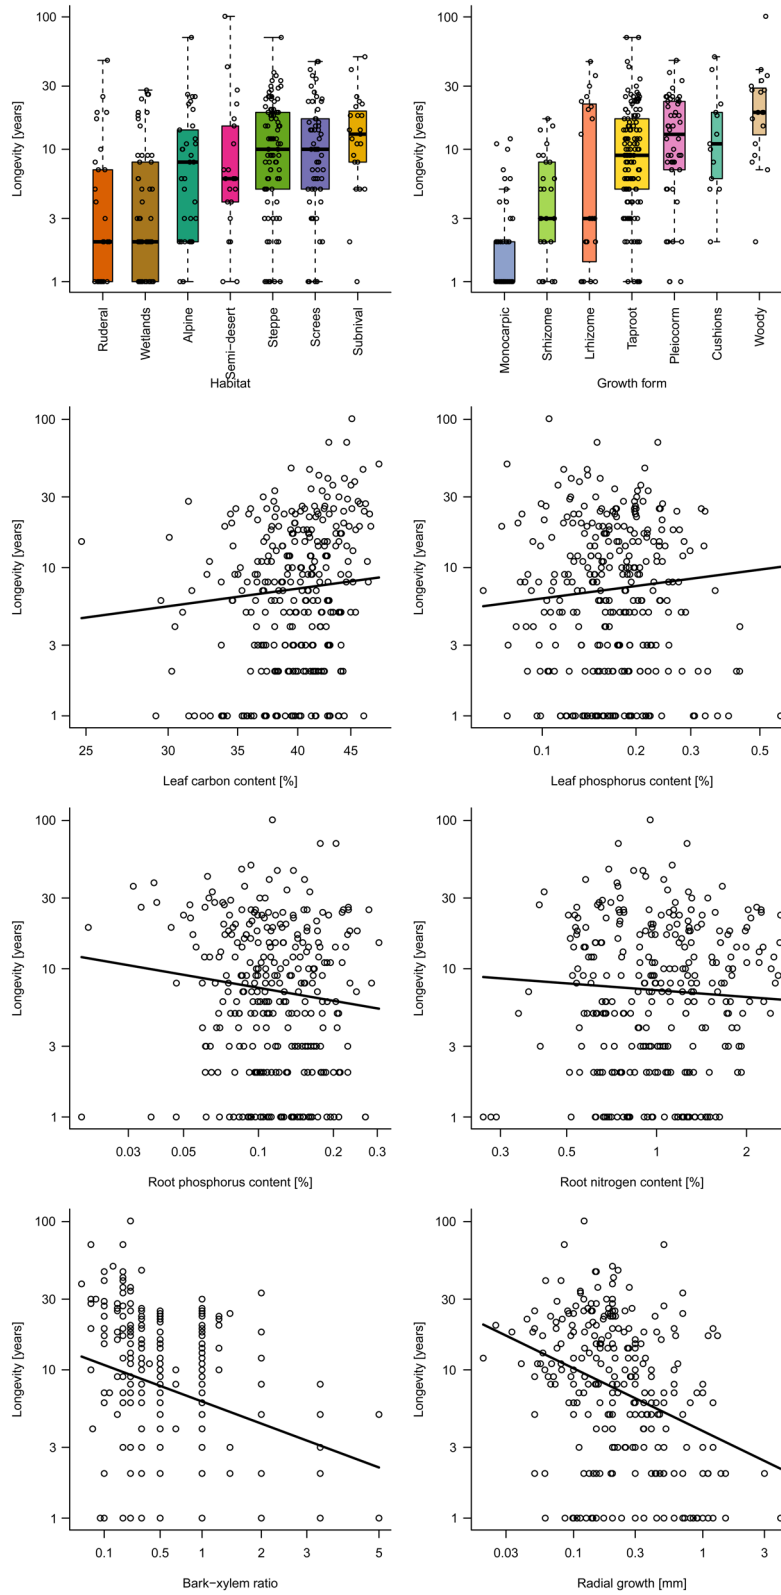 Longevity [years]
100
30
10
3
1
Ruderal
Wetlands
Alpine
Semi−desert
Steppe
Screes
Subnival
Habitat
Longevity [years]
100
30
10
3
1
Monocarpic
Srhizome
Lrhizome
Taproot
Pleiocorm
Cushions
Woody
Growth form
Longevity [years]
100
30
10
3
1
25 30 35 40 45
Leaf carbon content [%]
Longevity [years]
100
30
10
3
1
0.1 0.2 0.3 0.5
Leaf phosphorus content [%]
Longevity [years]
100
30
10
3
1
0.03 0.05 0.1 0.2 0.3
Root phosphorus content [%]
Longevity [years]
100
30
10
3
1
0.3 0.5 1 2
Root nitrogen content [%]
Longevity [years]
100
30
10
3
1
0.1 0.5 1 2 3 5
Bark−xylem ratio
Longevity [years]
100
30
10
3
1
0.03 0.1 0.3 1 3
Radial growth [mm]